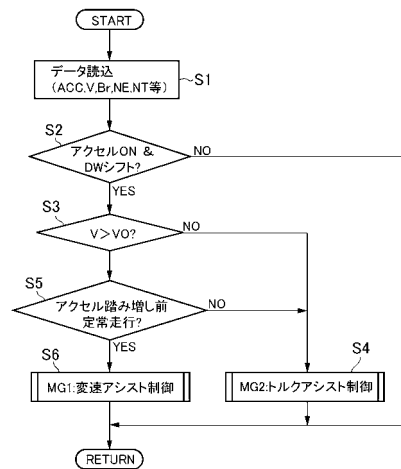 START
データ読込
(ACC,V,Br,NE,NT等)
S1
S2
アクセルON &
DWシフト?
NO
YES
S3
V>VO?
NO
S5
アクセル踏み増し前
定常走行?
NO
YES
S6
MG1:変速アシスト制御
S4
MG2:トルクアシスト制御
RETURN